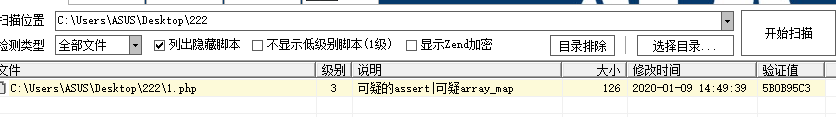 扫描位置 C:\Users\ASUS\Desktop\222 开始扫描
检测类型 全部文件 列出隐藏脚本 不显示低级别脚本(1级) 显示Zend加密 目录排除 选择目录...
文件 级别 说明 大小 修改时间 验证值
C:\Users\ASUS\Desktop\222\1.php 3 可疑的assert|可疑array_map 126 2020-01-09 14:49:39 5B0B95C3